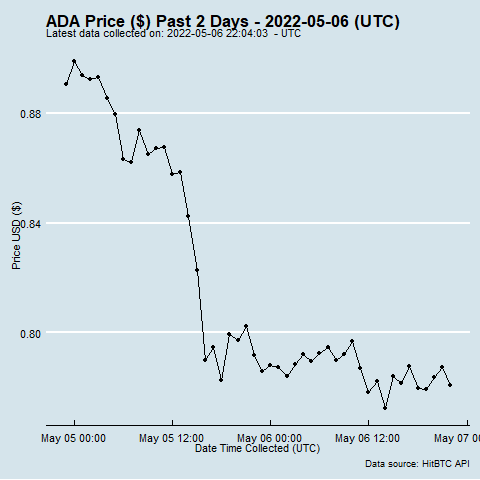 ADA Price ($) Past 2 Days - 2022-05-06 (UTC)
Latest data collected on: 2022-05-06 22:04:03 - UTC
0.88
0.84
0.80
Price USD ($)
May 05 00:00
May 05 12:00
May 06 00:00
May 06 12:00
May 07 00
Date Time Collected (UTC)
Data source: HitBTC API